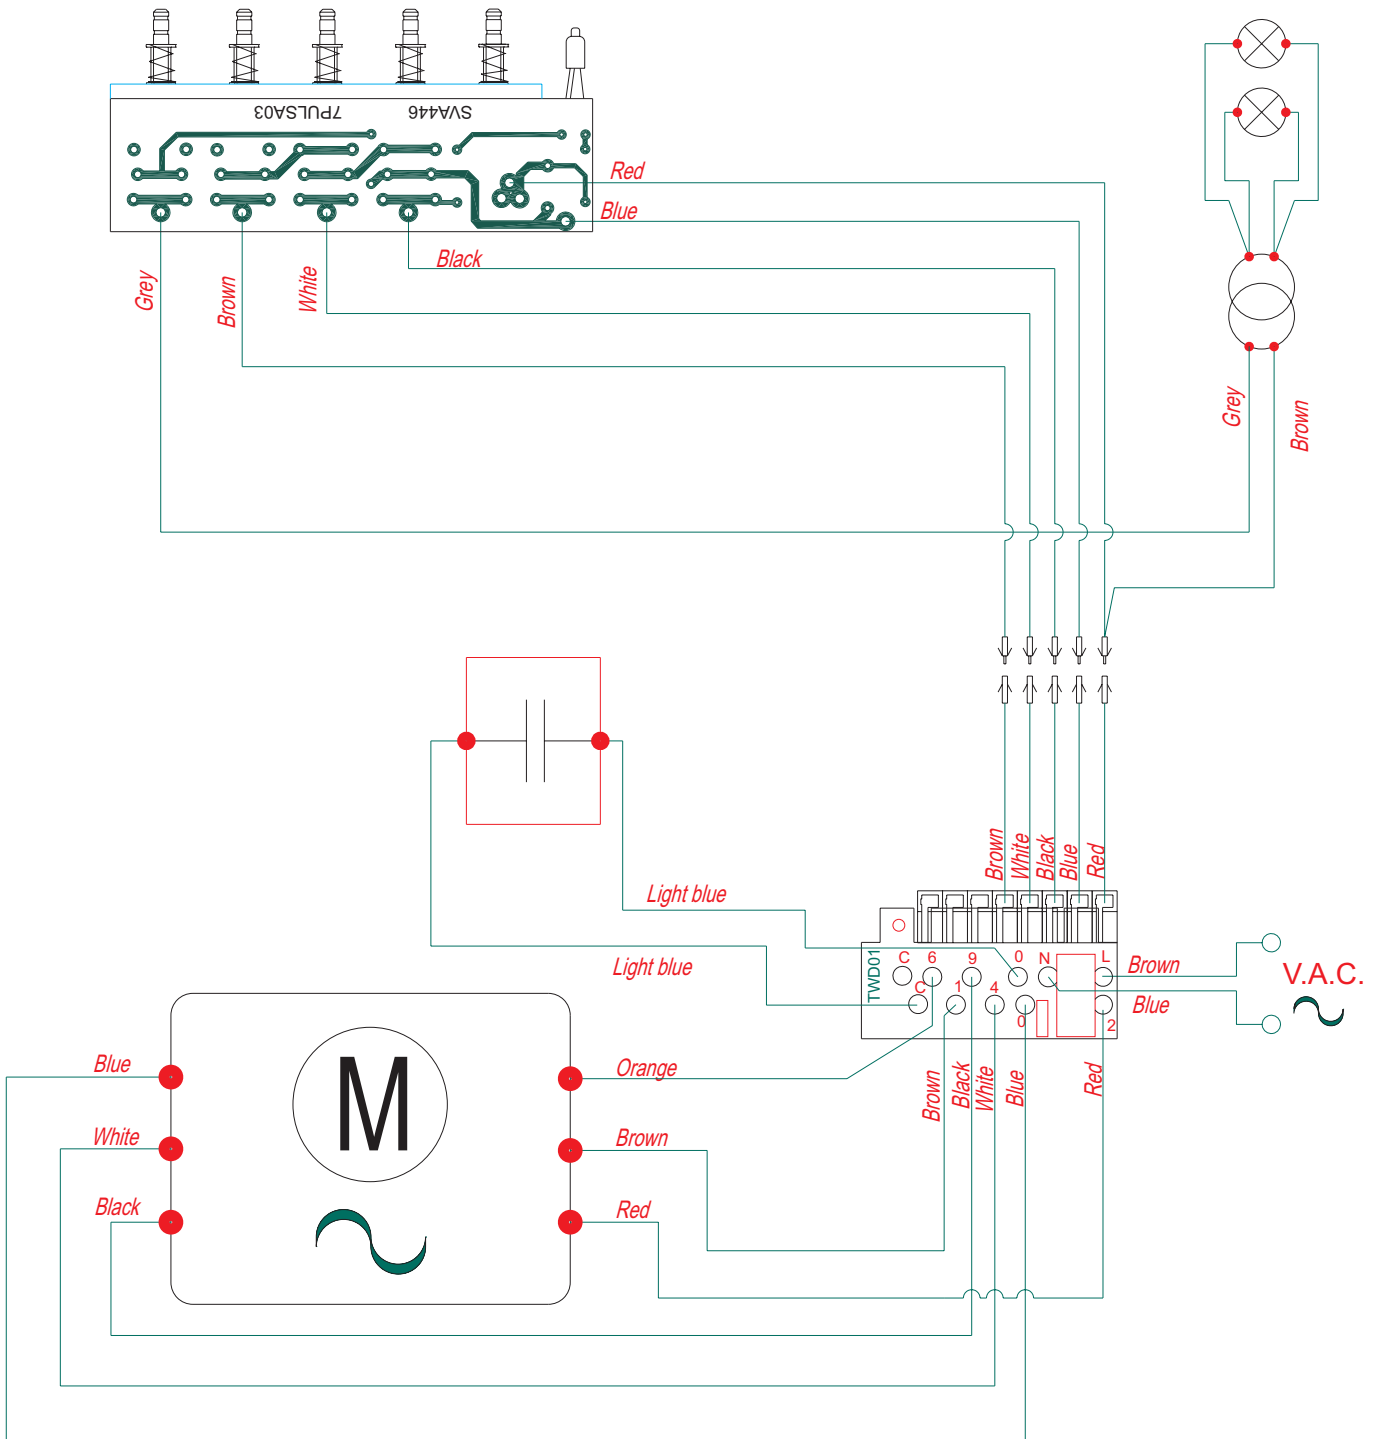 7PULSA03
SVA446
Red
Blue
Black
Grey
Brown
White
Grey
Brown
Brown
White
Black
Blue
Red
Light blue
Light blue
TWD01
C
6
9
0
N
L
C
1
4
0
2
Brown
Blue
V.A.C.
Brown
Black
White
Blue
Red
Blue
White
Black
M
Orange
Brown
Red